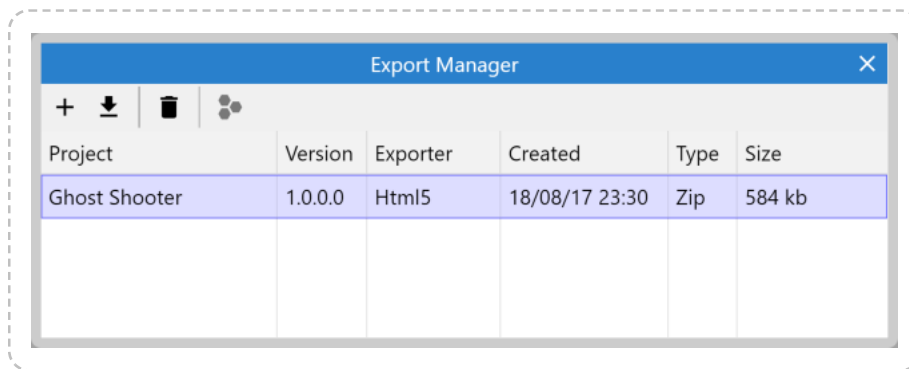 Export Manager
Project Version Exporter Created Type Size
Ghost Shooter 1.0.0.0 Html5 18/08/17 23:30 Zip 584 kb